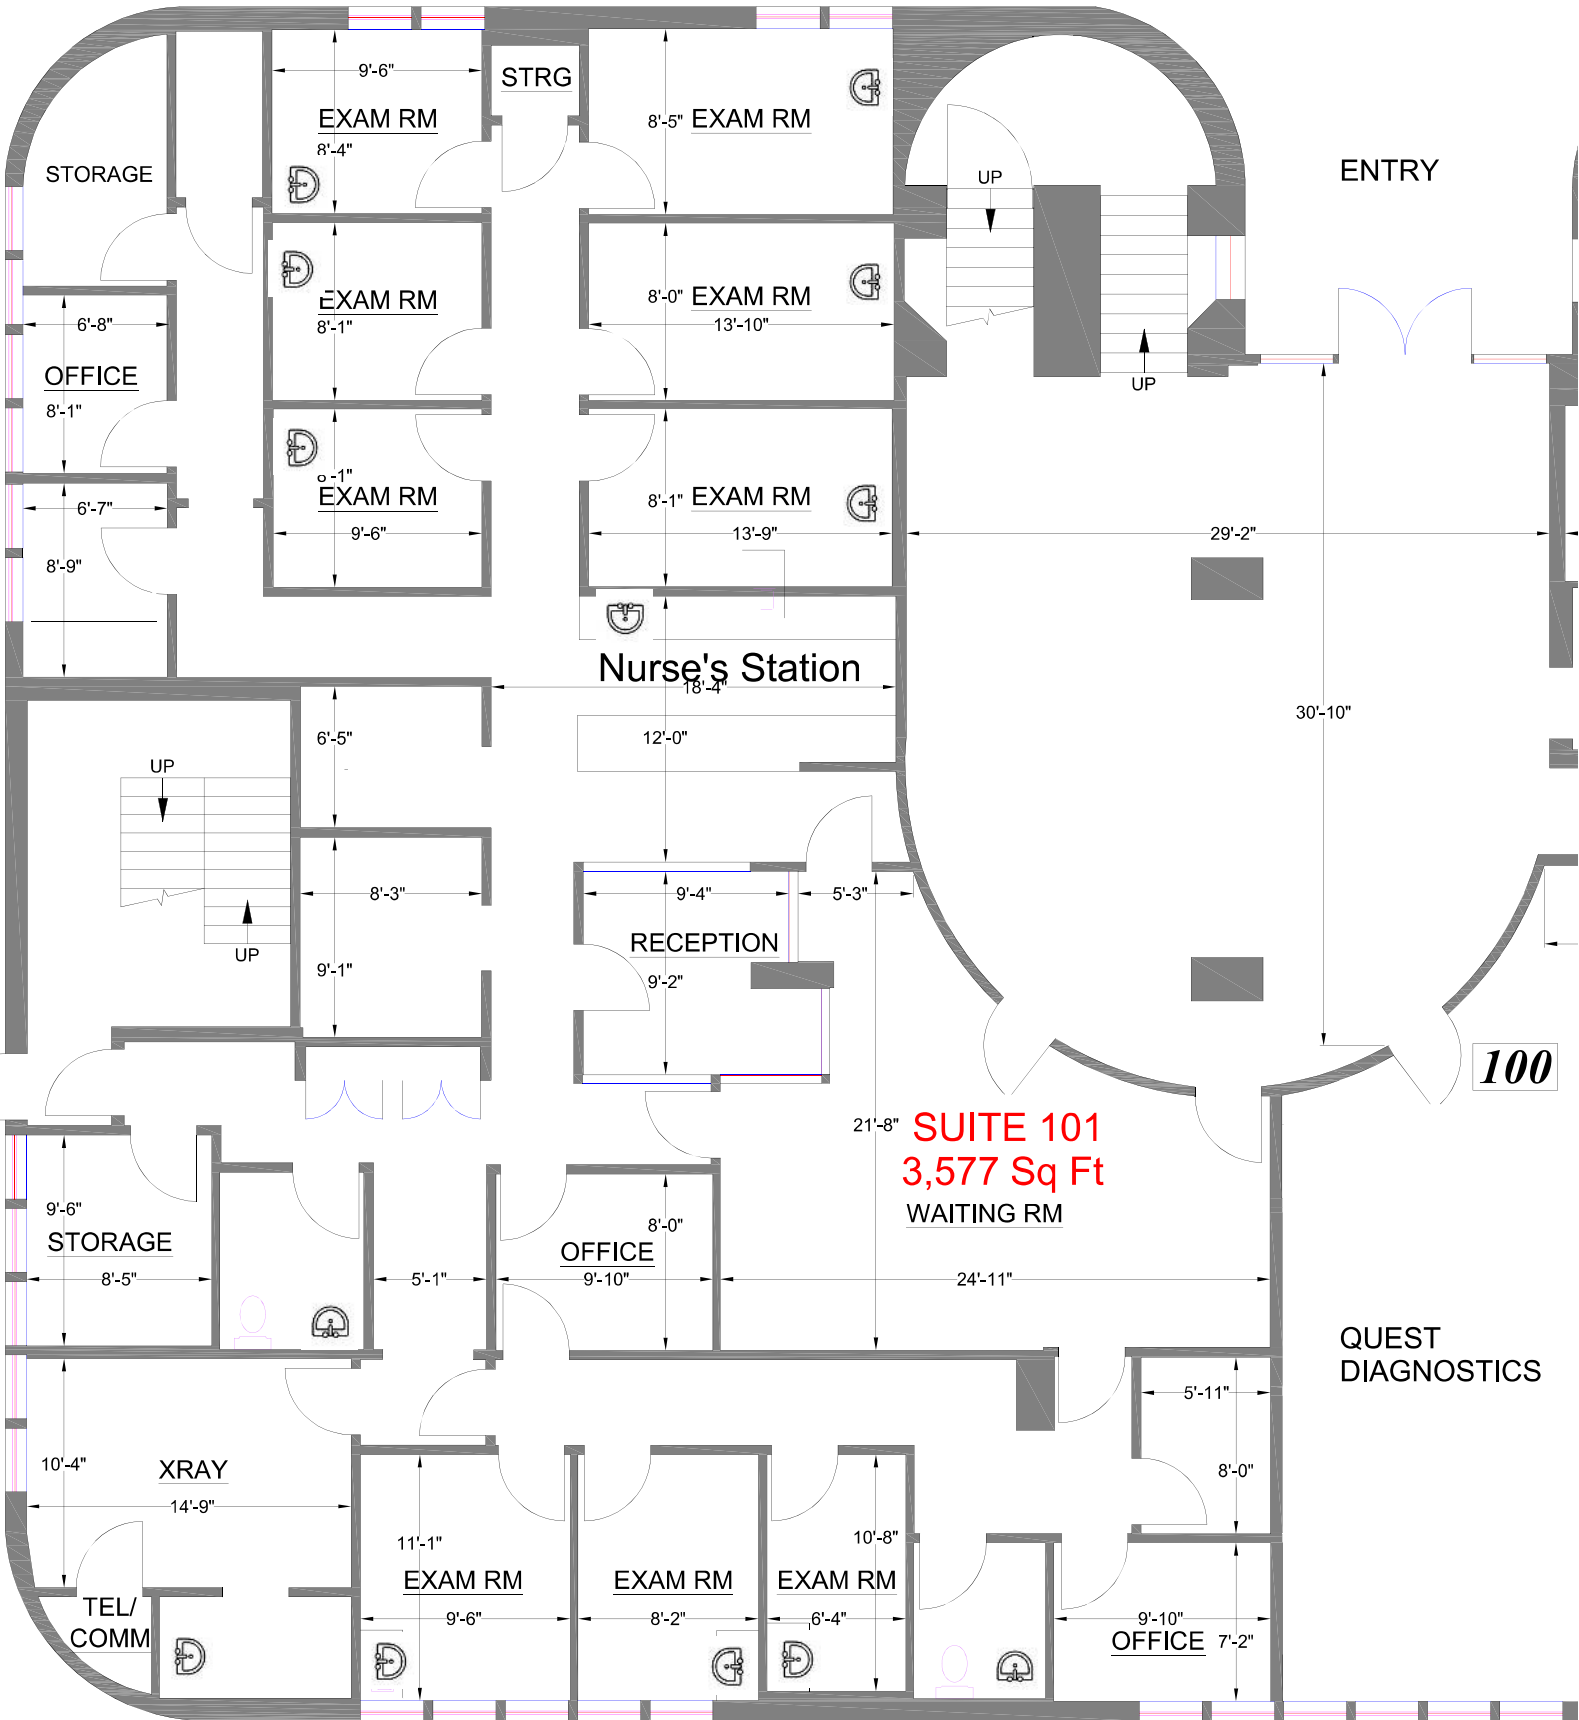 9'-6"
STRG
EXAM RM
8'-4"
8'-5"
EXAM RM
STORAGE
UP
ENTRY
6'-8"
EXAM RM
8'-1"
8'-0"
EXAM RM
13'-10"
OFFICE
8'-1"
UP
6'-7"
8'-9"
-1"
EXAM RM
9'-6"
8'-1"
EXAM RM
13'-9"
29'-2"
Nurse's Station
18'-4"
6'-5"
12'-0"
30'-10"
UP
8'-3"
9'-4"
5'-3"
UP
RECEPTION
9'-1"
9'-2"
100
21'-8"
SUITE 101
3,577 Sq Ft
WAITING RM
9'-6"
STORAGE
8'-5"
5'-1"
8'-0"
OFFICE
9'-10"
24'-11"
QUEST
DIAGNOSTICS
5'-11"
10'-4"
XRAY
14'-9"
8'-0"
11'-1"
EXAM RM
9'-6"
EXAM RM
8'-2"
10'-8"
EXAM RM
6'-4"
TEL/
COMM
9'-10"
OFFICE
7'-2"